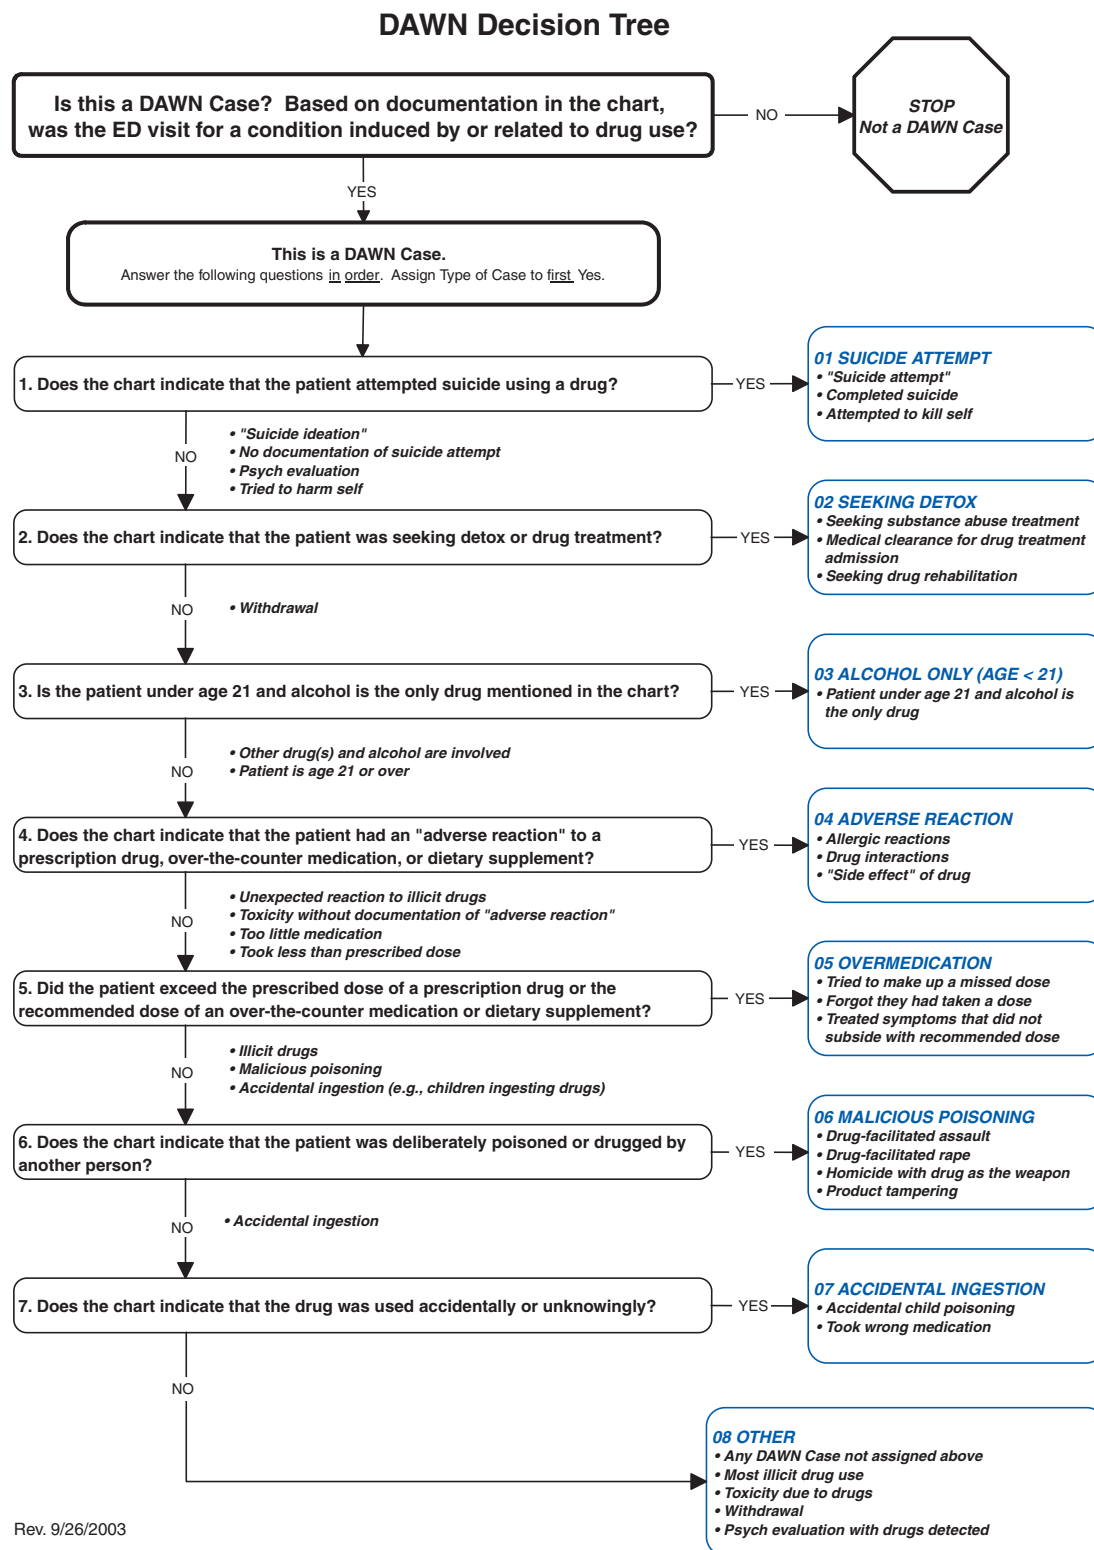 DAWN Decision Tree
Is this a DAWN Case? Based on documentation in the chart,
was the ED visit for a condition induced by or related to drug use?
NO
STOP
Not a DAWN Case
YES
This is a DAWN Case.
Answer the following questions in order. Assign Type of Case to first Yes.
1. Does the chart indicate that the patient attempted suicide using a drug?
YES
01 SUICIDE ATTEMPT
• "Suicide attempt"
• Completed suicide
• Attempted to kill self
NO
• "Suicide ideation"
• No documentation of suicide attempt
• Psych evaluation
• Tried to harm self
2. Does the chart indicate that the patient was seeking detox or drug treatment?
YES
02 SEEKING DETOX
• Seeking substance abuse treatment
• Medical clearance for drug treatment
admission
• Seeking drug rehabilitation
NO
• Withdrawal
3. Is the patient under age 21 and alcohol is the only drug mentioned in the chart?
YES
03 ALCOHOL ONLY (AGE < 21)
• Patient under age 21 and alcohol is
the only drug
NO
• Other drug(s) and alcohol are involved
• Patient is age 21 or over
4. Does the chart indicate that the patient had an "adverse reaction" to a
prescription drug, over-the-counter medication, or dietary supplement?
YES
04 ADVERSE REACTION
• Allergic reactions
• Drug interactions
• "Side effect" of drug
NO
• Unexpected reaction to illicit drugs
• Toxicity without documentation of "adverse reaction"
• Too little medication
• Took less than prescribed dose
5. Did the patient exceed the prescribed dose of a prescription drug or the
recommended dose of an over-the-counter medication or dietary supplement?
YES
05 OVERMEDICATION
• Tried to make up a missed dose
• Forgot they had taken a dose
• Treated symptoms that did not
subside with recommended dose
NO
• Illicit drugs
• Malicious poisoning
• Accidental ingestion (e.g., children ingesting drugs)
6. Does the chart indicate that the patient was deliberately poisoned or drugged by
another person?
YES
06 MALICIOUS POISONING
• Drug-facilitated assault
• Drug-facilitated rape
• Homicide with drug as the weapon
• Product tampering
NO
• Accidental ingestion
7. Does the chart indicate that the drug was used accidentally or unknowingly?
YES
07 ACCIDENTAL INGESTION
• Accidental child poisoning
• Took wrong medication
NO
08 OTHER
• Any DAWN Case not assigned above
• Most illicit drug use
• Toxicity due to drugs
• Withdrawal
• Psych evaluation with drugs detected
Rev. 9/26/2003